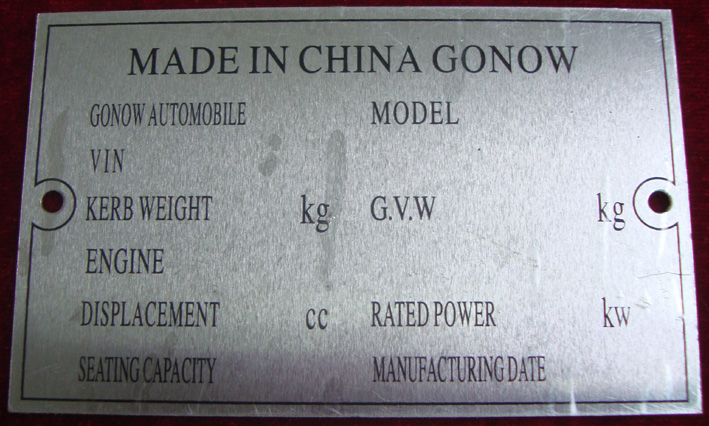 MADE IN CHINA GONOW
GONOW AUTOMOBILE MODEL
VIN
KERB WEIGHT kg G.V.W kg
ENGINE
DISPLACEMENT cc RATED POWER kw
SEATING CAPACITY MANUFACTURING DATE